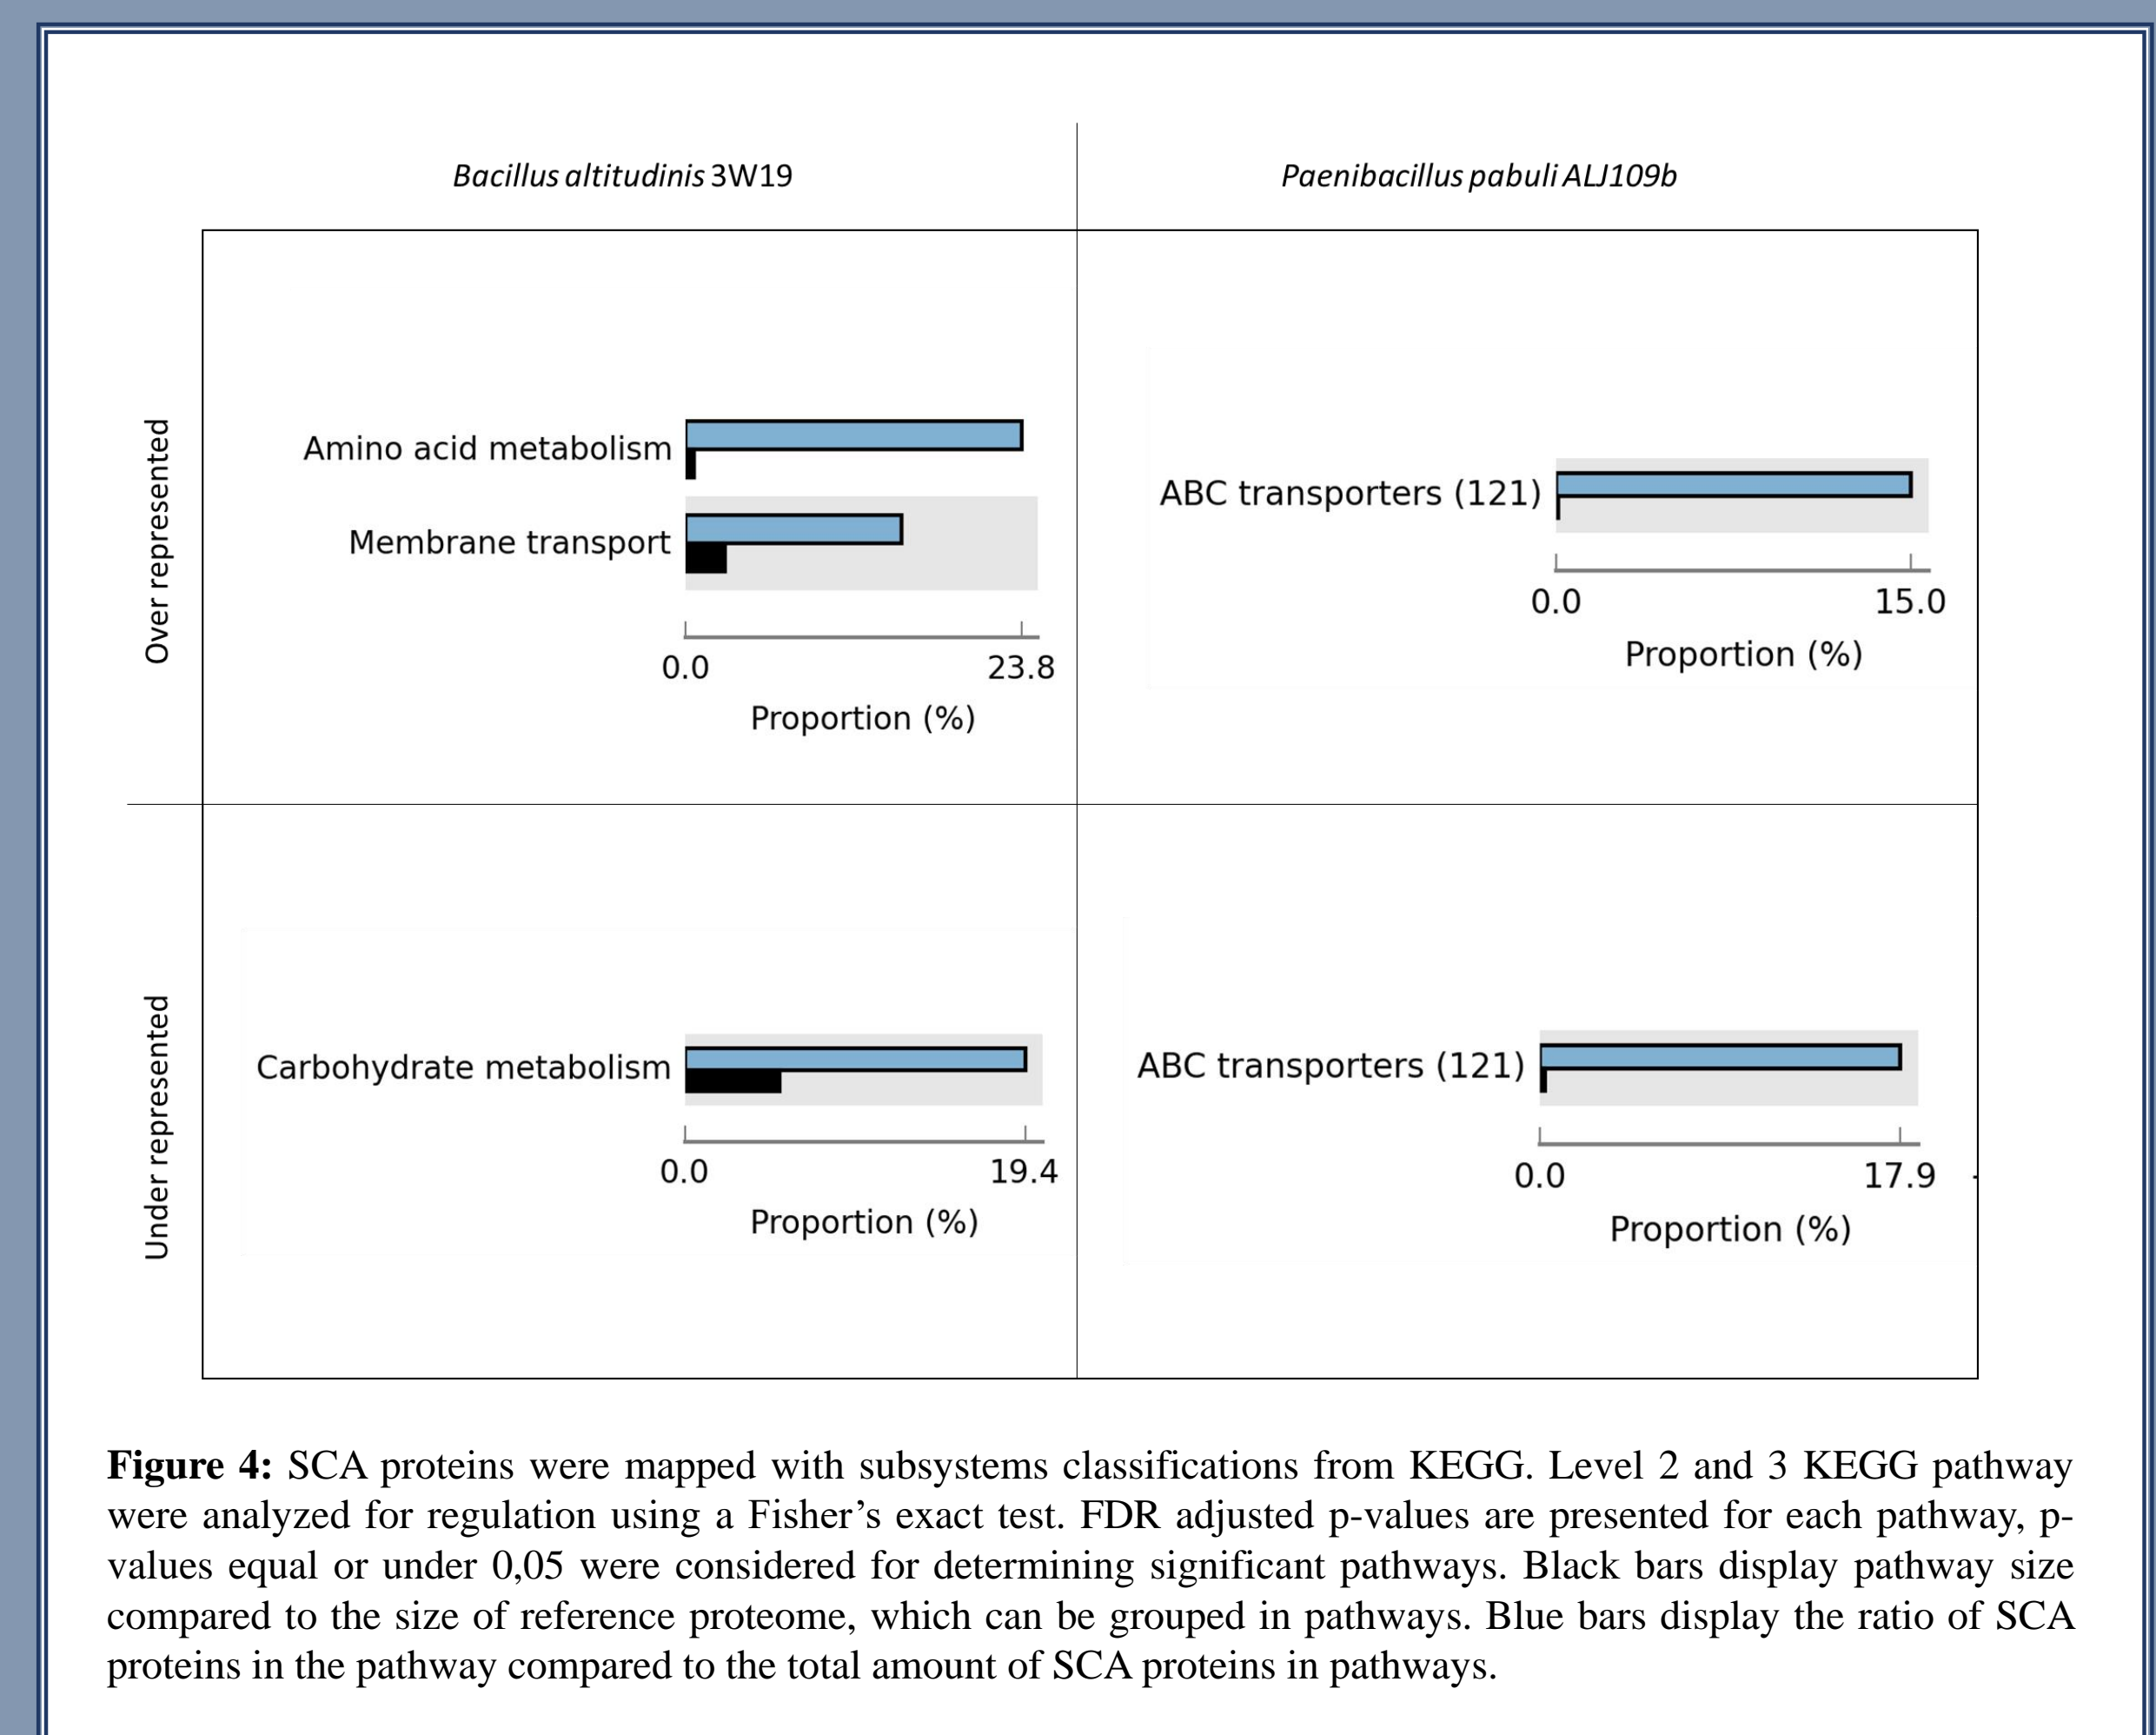 Bacillus altitudinis 3W19
Paenibacillus pabuli ALJ109b
Over represented
Amino acid metabolism
Membrane transport
0.0 23.8
Proportion (%)
ABC transporters (121)
0.0 15.0
Proportion (%)
Under represented
Carbohydrate metabolism
0.0 19.4
Proportion (%)
ABC transporters (121)
0.0 17.9
Proportion (%)
Figure 4: SCA proteins were mapped with subsystems classifications from KEGG. Level 2 and 3 KEGG pathway
were analyzed for regulation using a Fisher’s exact test. FDR adjusted p-values are presented for each pathway, p-
values equal or under 0,05 were considered for determining significant pathways. Black bars display pathway size
compared to the size of reference proteome, which can be grouped in pathways. Blue bars display the ratio of SCA
proteins in the pathway compared to the total amount of SCA proteins in pathways.